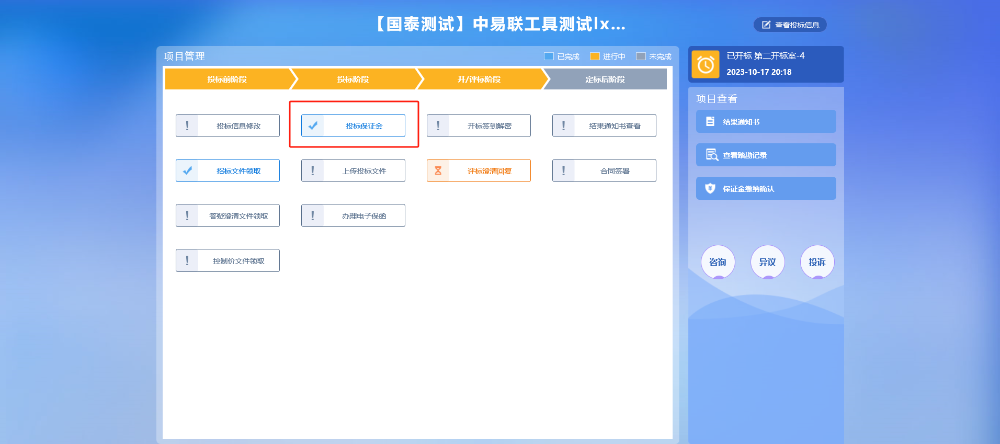 【国泰测试】中易联工具测试lx...
查看投标信息
项目管理
已完成 进行中 未完成
投标前阶段 投标阶段 开/评标阶段 定标后阶段
投标信息修改 投标保证金 开标签到解密 结果通知书查看
招标文件领取 上传投标文件 评标澄清回复 合同签署
答疑澄清文件领取 办理电子保函
控制价文件领取
已开标 第二开标室-4
2023-10-17 20:18
项目查看
结果通知书
查看踏勘记录
保证金缴纳确认
咨询 异议 投诉